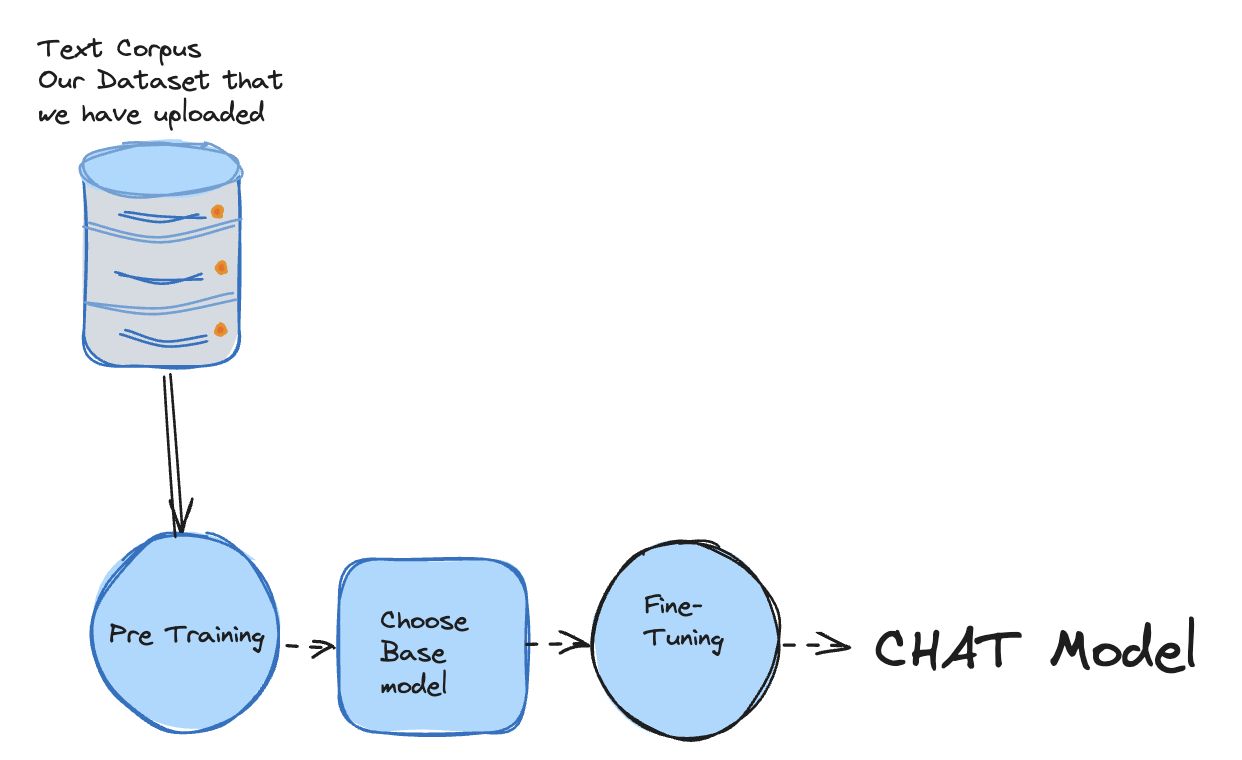 Text Corpus
Our Dataset that
we have uploaded
Pre Training
Choose
Base
model
Fine-
Tuning
CHAT Model